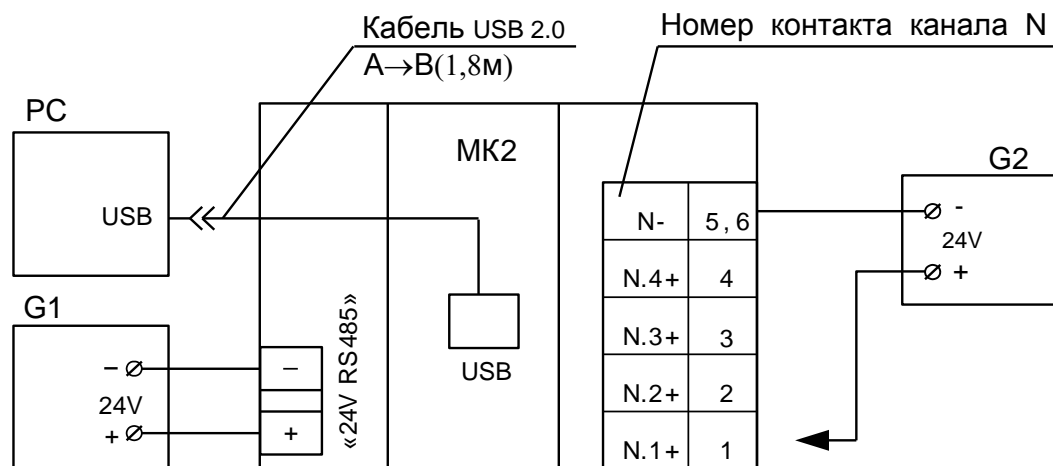 Кабель USB 2.0
A→B(1,8м)
Номер контакта канала N
PC
USB
МК2
G2
N- 5, 6
-
24V
+
N.4+ 4
N.3+ 3
N.2+ 2
N.1+ 1
G1
–
24V
+
–
+
«24V RS485»
USB